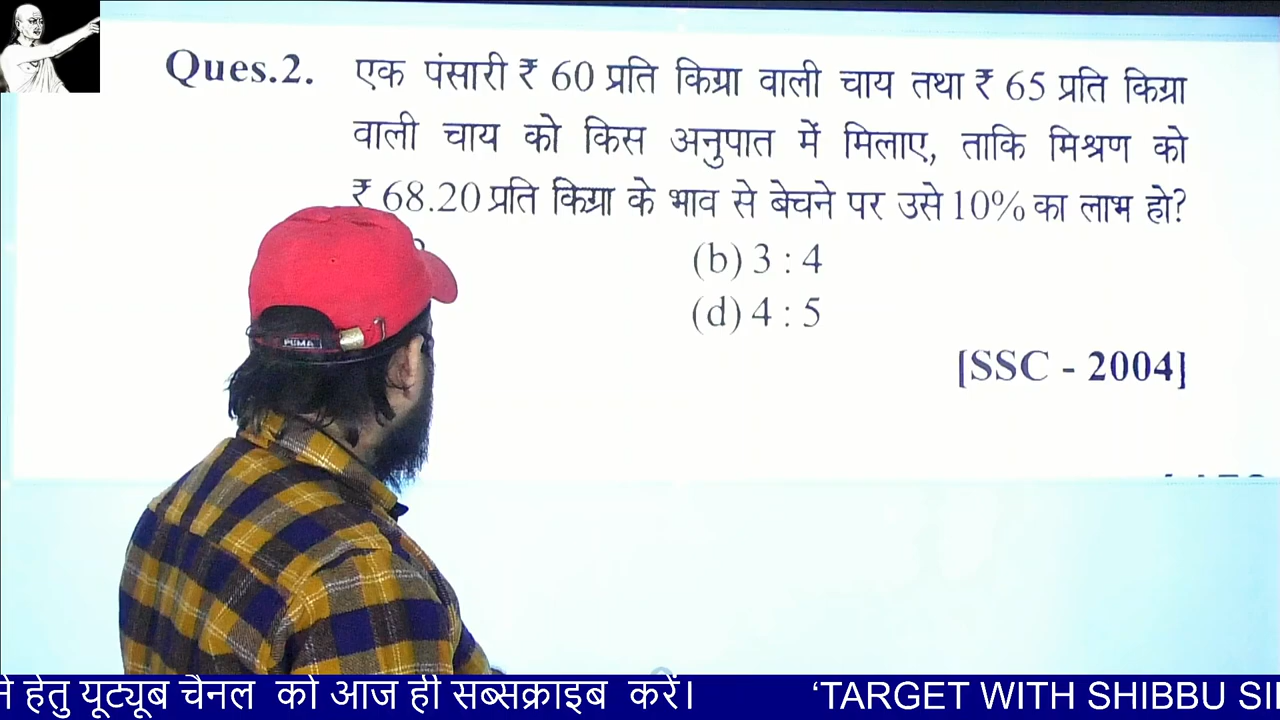 Ques.2. एक पंसारी ₹ 60 प्रति किग्रा वाली चाय तथा ₹ 65 प्रति किग्रा
वाली चाय को किस अनुपात में मिलाए, ताकि मिश्रण को
₹ 68.20 प्रति किग्रा के भाव से बेचने पर उसे 10% का लाभ हो?
(b) 3 : 4
(d) 4 : 5
[SSC - 2004]
PUMA
हेतु यूट्यूब चैनल को आज ही सब्सक्राइब करें। ‘TARGET WITH SHIBBU